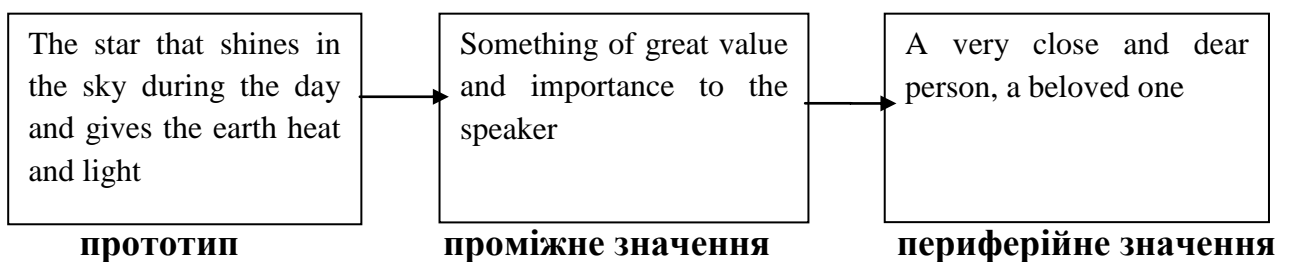 The star that shines in
the sky during the day
and gives the earth heat
and light
Something of great value
and importance to the
speaker
A very close and dear
person, a beloved one
прототип
проміжне значення
периферійне значення